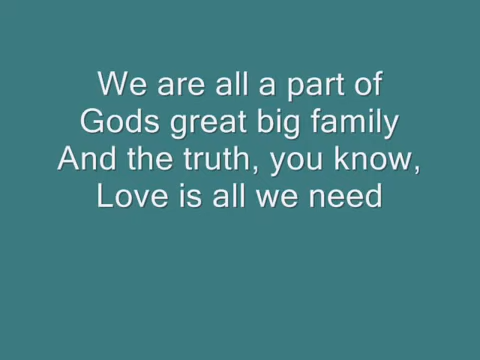 We are all a part of
Gods great big family
And the truth, you know,
Love is all we need